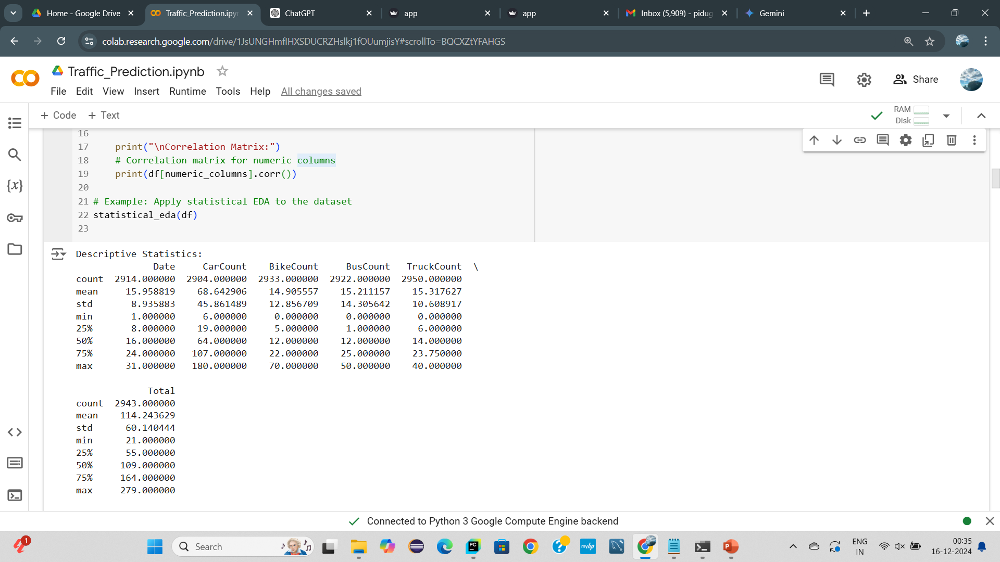 Home - Google Drive
Traffic_Prediction.ipyn
ChatGPT
app
app
Inbox (5,909) - pidug
Gemini
colab.research.google.com/drive/1JsUNGHmfIHXSDUCRZHslkj1fOUumjisY#scrollTo=BQCXZtYFAHGS
Traffic_Prediction.ipynb
File Edit View Insert Runtime Tools Help All changes saved
Share
+ Code + Text
RAM
Disk
16
17 print("\nCorrelation Matrix:")
18 # Correlation matrix for numeric columns
19 print(df[numeric_columns].corr())
20
21 # Example: Apply statistical EDA to the dataset
22 statistical_eda(df)
23
{x}
Descriptive Statistics:
Date CarCount BikeCount BusCount TruckCount \
count 2914.000000 2904.000000 2933.000000 2922.000000 2950.000000
mean 15.958819 68.642906 14.905557 15.211157 15.317627
std 8.935883 45.861489 12.856709 14.305642 10.608917
min 1.000000 6.000000 0.000000 0.000000 0.000000
25% 8.000000 19.000000 5.000000 1.000000 6.000000
50% 16.000000 64.000000 12.000000 12.000000 14.000000
75% 24.000000 107.000000 22.000000 25.000000 23.750000
max 31.000000 180.000000 70.000000 50.000000 40.000000
Total
count 2943.000000
mean 114.243629
std 60.140444
min 21.000000
25% 55.000000
50% 109.000000
75% 164.000000
max 279.000000
Connected to Python 3 Google Compute Engine backend
1
Search
PC
myhp
P
ENG
IN
00:35
16-12-2024